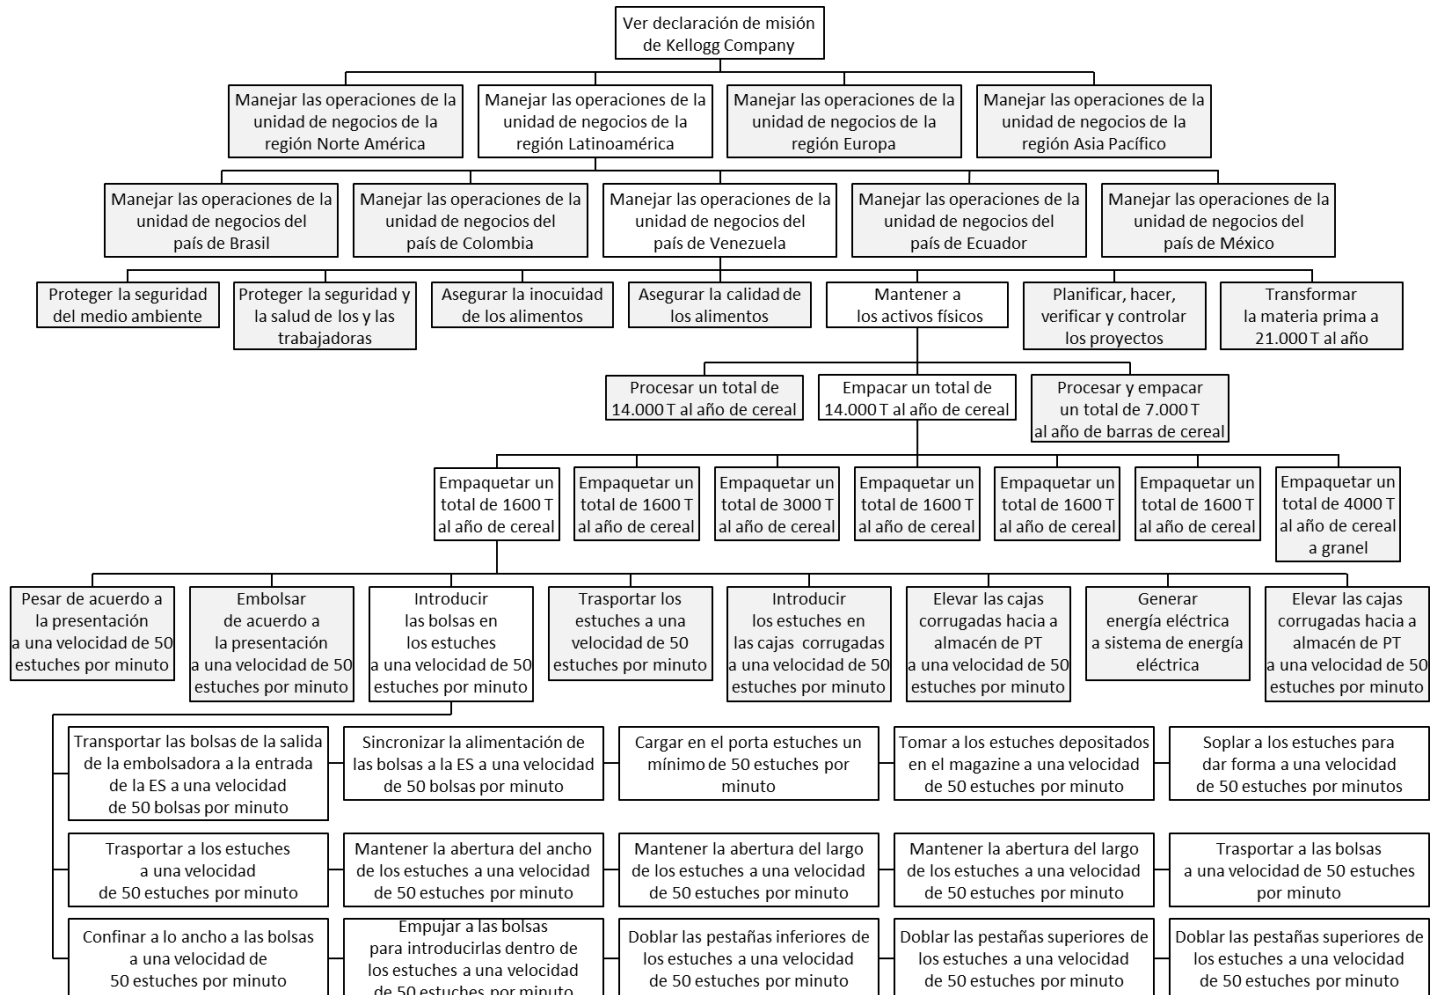 Ver declaración de misión
de Kellogg Company
Manejar las operaciones de la
unidad de negocios de la
región Norte América
Manejar las operaciones de la
unidad de negocios de la
región Latinoamérica
Manejar las operaciones de la
unidad de negocios de la
región Europa
Manejar las operaciones de la
unidad de negocios de la
región Asia Pacífico
Manejar las operaciones de la
unidad de negocios del
país de Brasil
Manejar las operaciones de la
unidad de negocios del
país de Colombia
Manejar las operaciones de la
unidad de negocios del
país de Venezuela
Manejar las operaciones de la
unidad de negocios del
país de Ecuador
Manejar las operaciones de la
unidad de negocios del
país de México
Proteger la seguridad
del medio ambiente
Proteger la seguridad y
la salud de los y las
trabajadoras
Asegurar la inocuidad
de los alimentos
Asegurar la calidad de
los alimentos
Mantener a
los activos físicos
Planificar, hacer,
verificar y controlar
los proyectos
Transformar
la materia prima a
21.000 T al año
Procesar un total de
14.000 T al año de cereal
Empacar un total de
14.000 T al año de cereal
Procesar y empacar
un total de 7.000 T
al año de barras de cereal
Empaquetar un
total de 1600 T
al año de cereal
Empaquetar un
total de 1600 T
al año de cereal
Empaquetar un
total de 3000 T
al año de cereal
Empaquetar un
total de 1600 T
al año de cereal
Empaquetar un
total de 1600 T
al año de cereal
Empaquetar un
total de 1600 T
al año de cereal
Empaquetar un
total de 4000 T
al año de cereal
a granel
Pesar de acuerdo a
la presentación
a una velocidad de 50
estuches por minuto
Embolsar
de acuerdo a
la presentación
a una velocidad de 50
estuches por minuto
Introducir
las bolsas en
los estuches
a una velocidad de 50
estuches por minuto
Trasportar los
estuches a una
velocidad de 50
estuches por minuto
Introducir
los estuches en
las cajas corrugadas
a una velocidad de 50
estuches por minuto
Elevar las cajas
corrugadas hacia a
almacén de PT
a una velocidad de 50
estuches por minuto
Generar
energía eléctrica
a sistema de energía
eléctrica
Elevar las cajas
corrugadas hacia a
almacén de PT
a una velocidad de 50
estuches por minuto
Transportar las bolsas de la salida
de la embolsadora a la entrada
de la ES a una velocidad
de 50 bolsas por minuto
Sincronizar la alimentación de
las bolsas a la ES a una velocidad
de 50 bolsas por minuto
Cargar en el porta estuches un
mínimo de 50 estuches por
minuto
Tomar a los estuches depositados
en el magazine a una velocidad
de 50 estuches por minuto
Soplar a los estuches para
dar forma a una velocidad
de 50 estuches por minutos
Trasportar a los estuches
a una velocidad
de 50 estuches por minuto
Mantener la abertura del ancho
de los estuches a una velocidad
de 50 estuches por minuto
Mantener la abertura del largo
de los estuches a una velocidad
de 50 estuches por minuto
Mantener la abertura del largo
de los estuches a una velocidad
de 50 estuches por minuto
Trasportar a las bolsas
a una velocidad de 50 estuches
por minuto
Confinar a lo ancho a las bolsas
a una velocidad de
50 estuches por minuto
Empujar a las bolsas
para introducirlas dentro de
los estuches a una velocidad
de 50 estuches por minuto
Doblar las pestañas inferiores de
los estuches a una velocidad
de 50 estuches por minuto
Doblar las pestañas superiores de
los estuches a una velocidad
de 50 estuches por minuto
Doblar las pestañas superiores de
los estuches a una velocidad
de 50 estuches por minuto